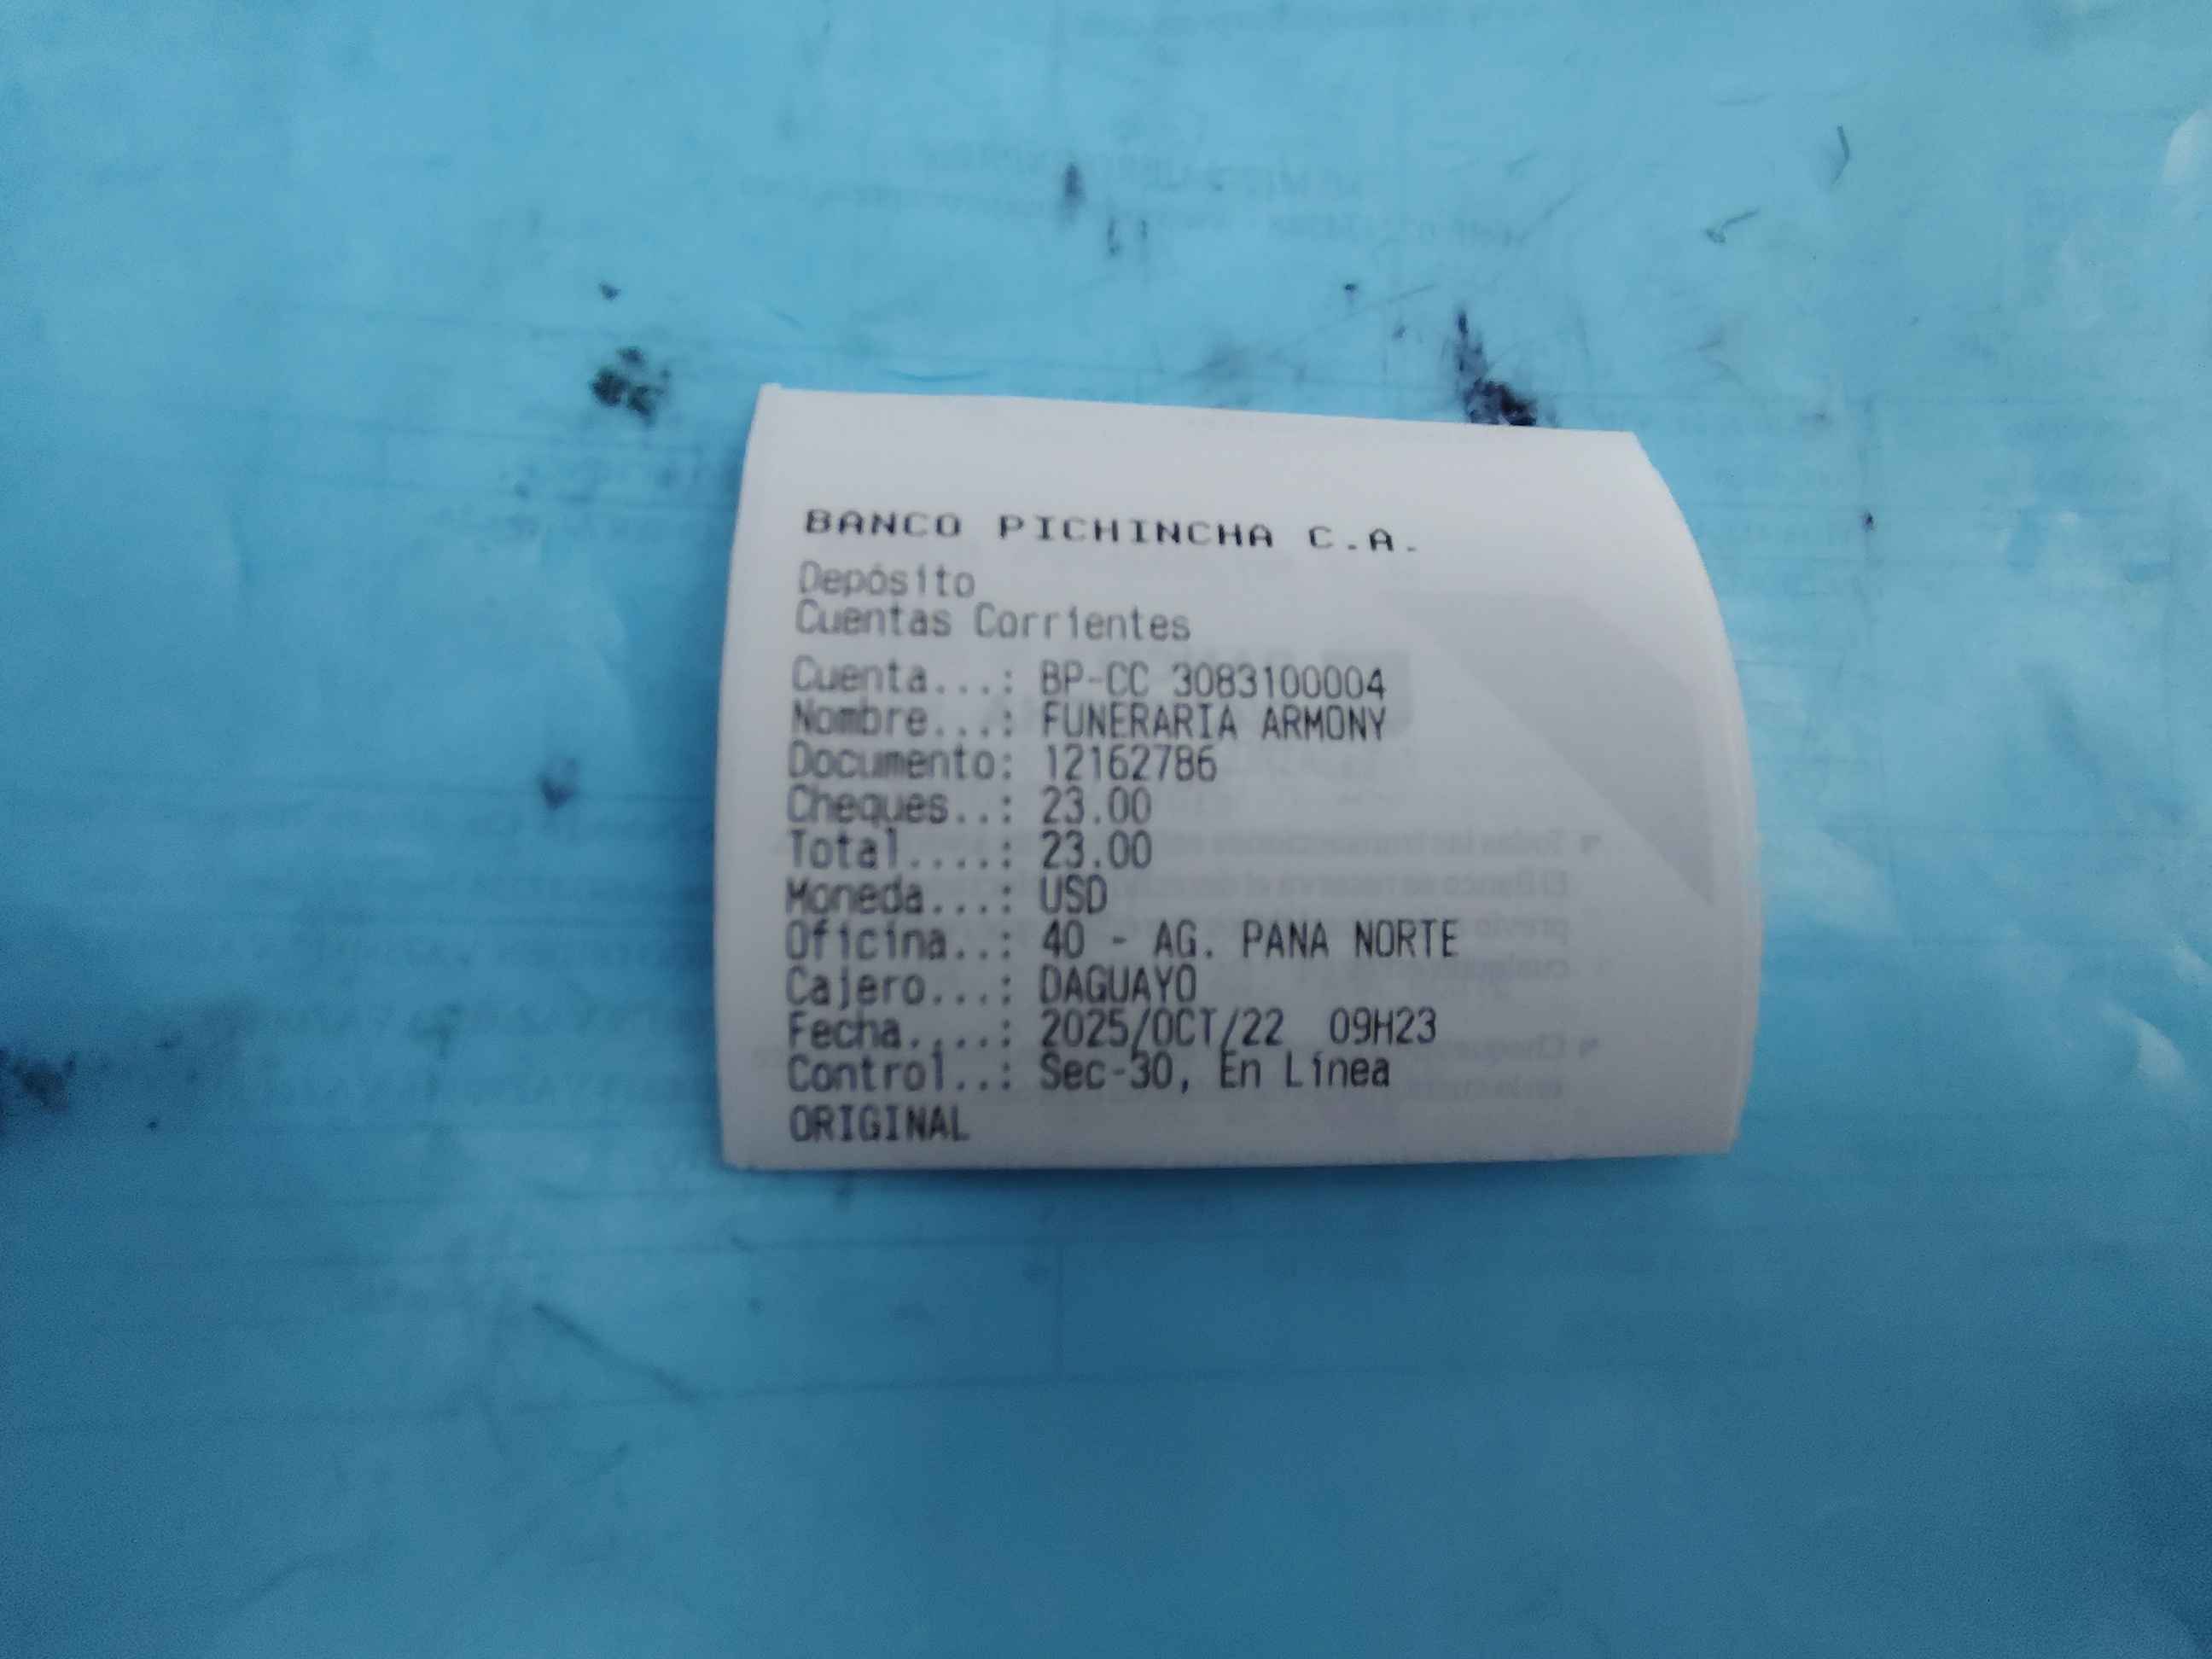 BANCO PICHINCHA C.A.
Depósito
Cuentas Corrientes
Cuenta...: BP-CC 3083100004
Nombre...: FUNERARIA ARMONY
Documento: 12162786
Cheques..: 23.00
Total....: 23.00
Moneda...: USD
Oficina..: 40 - AG. PANA NORTE
Cajero...: DAGUAYO
Fecha....: 2025/OCT/22 09H23
Control..: Sec-30, En Línea
ORIGINAL